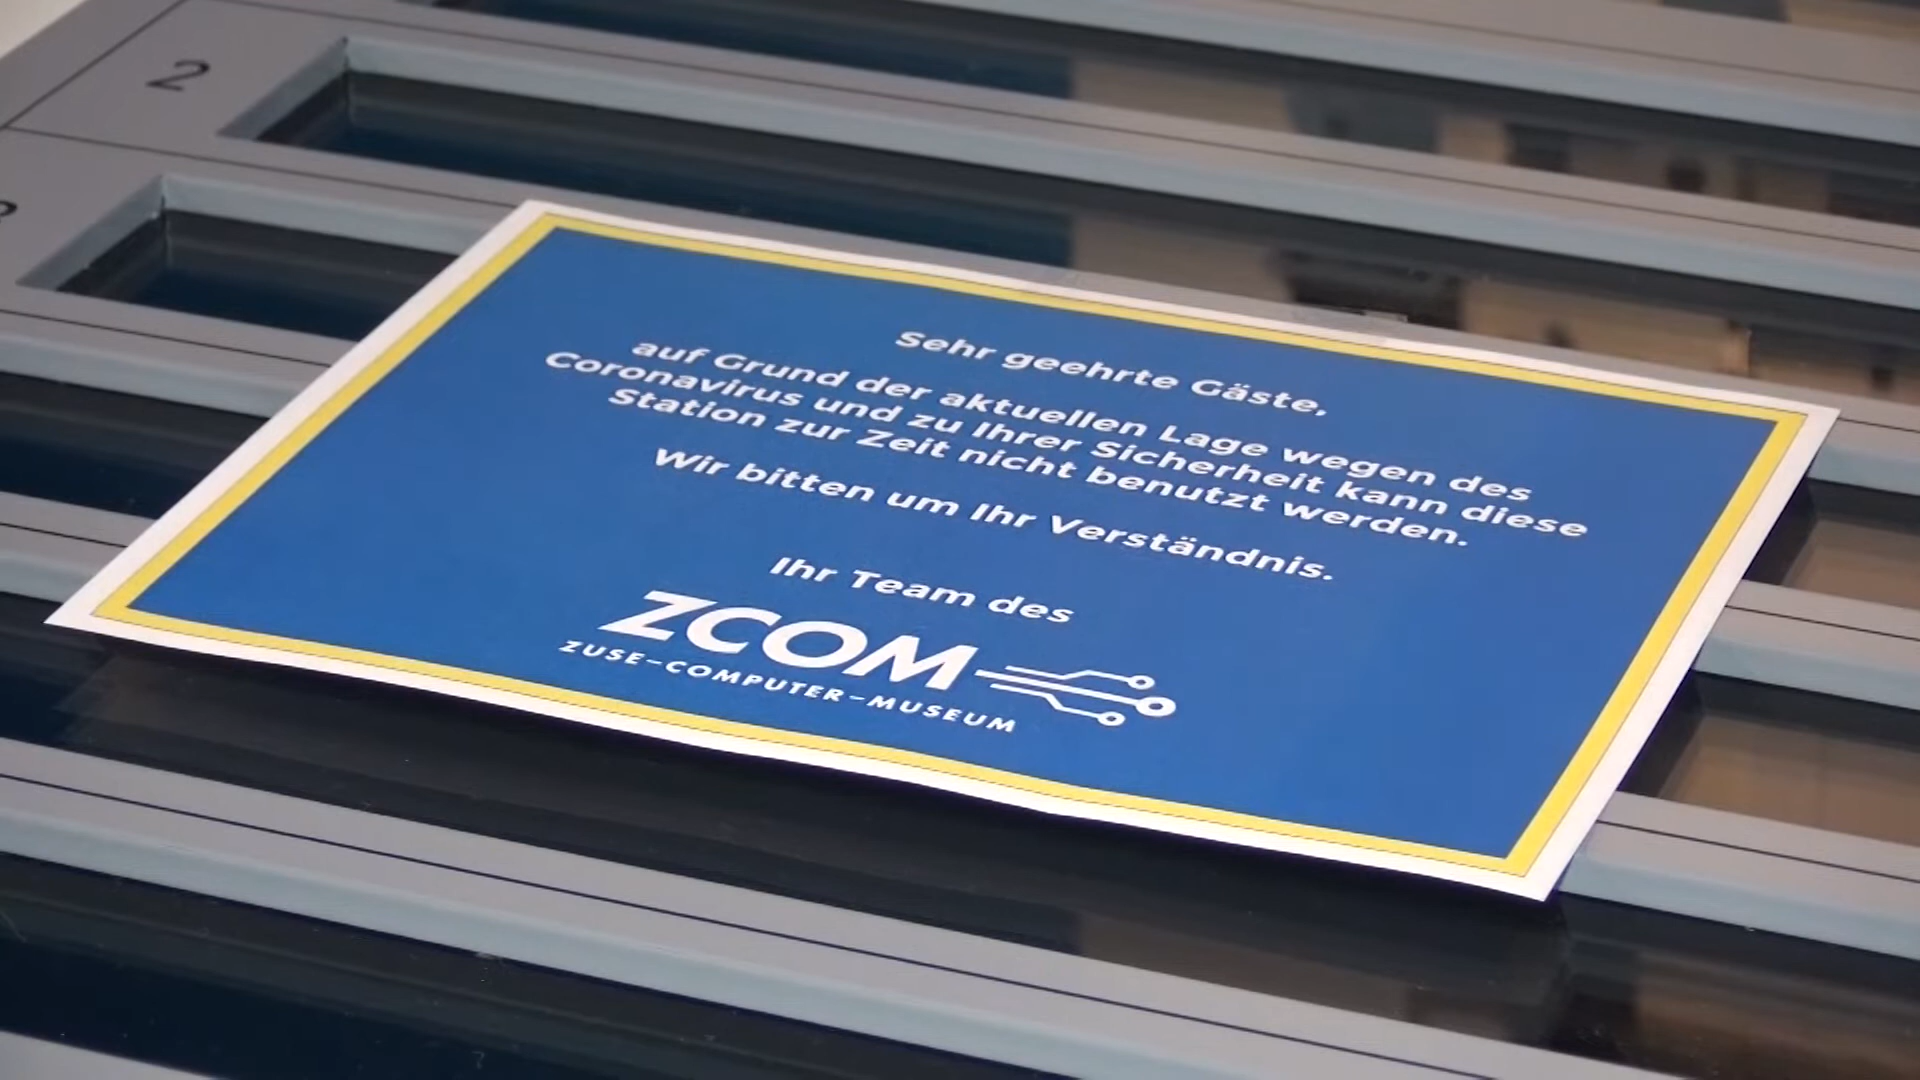 2
Sehr geehrte Gäste,
auf Grund der aktuellen Lage wegen des
Coronavirus und zu Ihrer Sicherheit kann diese
Station zur Zeit nicht benutzt werden.
Wir bitten um Ihr Verständnis.
Ihr Team des
ZCOM
ZUSE-COMPUTER-MUSEUM